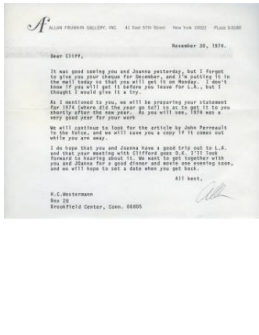 ALLAN FRUMKIN GALLERY, INC. 41 East 57th Street New York 10022
November 20, 1974.
Dear Cliff,
It was good seeing you and Joanna yesterday, but I forgot
to give you your cheque for December, and I'm putting it in
the mail today so that you will get it on Monday. I don't
know if you will get it before you leave for L.A., but I
thought I would give it a try.
As I mentioned to you, we will be preparing your statement
for 1974 (where did the year go to) so as to get it to you
shortly after the new year. As you will see, 1974 was a
very good year for your work
We will continue to look for the article by John Perreault
in the Voice, and we will save you a copy if it comes out
while you are away.
I do hope that you and Joanna have a good trip out to L.A.
and that your meeting with Clifford goes O.K. I'll look
forward to hearing about it. We want to get together with
you and JOanna for a good dinner and movie one evening soon,
and we will hope to set a date when you get back.
All best,
Allan
H.C.Westermann
Box 28
Brookfield Center, Conn. 06805